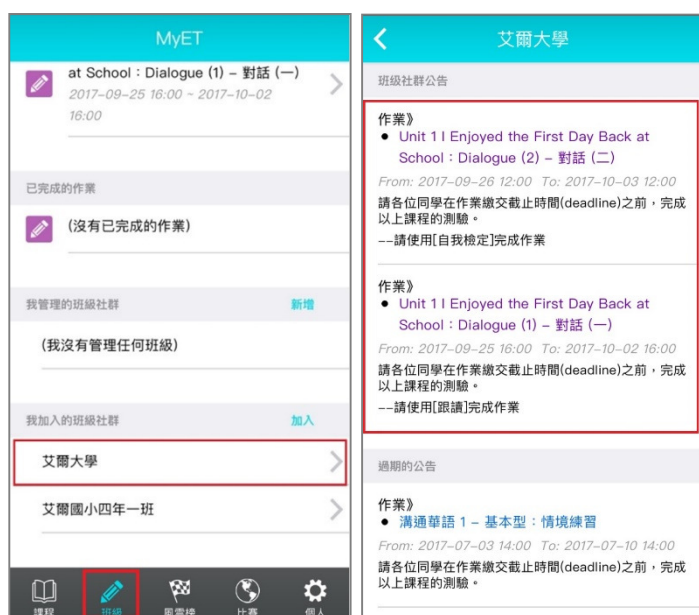 MyET
at School：Dialogue (1) – 對話 (一)
2017-09-25 16:00 ~ 2017-10-02
16:00
已完成的作業
(沒有已完成的作業)
我管理的班級社群 新增
(我沒有管理任何班級)
我加入的班級社群 加入
艾爾大學
艾爾國小四年一班
課程 班級 風雲榜 比賽 個人
艾爾大學
班級社群公告
作業》
● Unit 1 I Enjoyed the First Day Back at
School：Dialogue (2) – 對話 (二)
From: 2017-09-26 12:00 To: 2017-10-03 12:00
請各位同學在作業繳交截止時間(deadline)之前，完成
以上課程的測驗。
--請使用[自我檢定]完成作業
作業》
● Unit 1 I Enjoyed the First Day Back at
School：Dialogue (1) – 對話 (一)
From: 2017-09-25 16:00 To: 2017-10-02 16:00
請各位同學在作業繳交截止時間(deadline)之前，完成
以上課程的測驗。
--請使用[跟讀]完成作業
過期的公告
作業》
● 溝通華語 1 – 基本型：情境練習
From: 2017-07-03 14:00 To: 2017-07-10 14:00
請各位同學在作業繳交截止時間(deadline)之前，完成
以上課程的測驗。